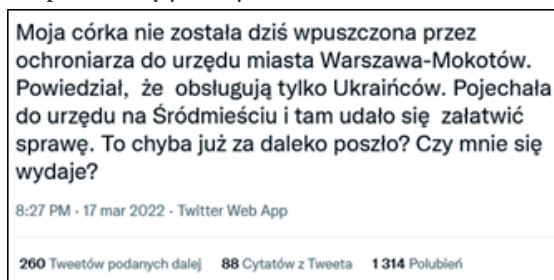 Moja córka nie została dziś wpuszczona przez
ochroniarza do urzędu miasta Warszawa-Mokotów.
Powiedział, że obsługują tylko Ukraińców. Pojechała
do urzędu na Śródmieściu i tam udało się załatwić
sprawę. To chyba już za daleko poszło? Czy mnie się
wydaje?
8:27 PM · 17 mar 2022 · Twitter Web App
260 Tweetów podanych dalej 88 Cytatów z Tweeta 1 314 Polubień